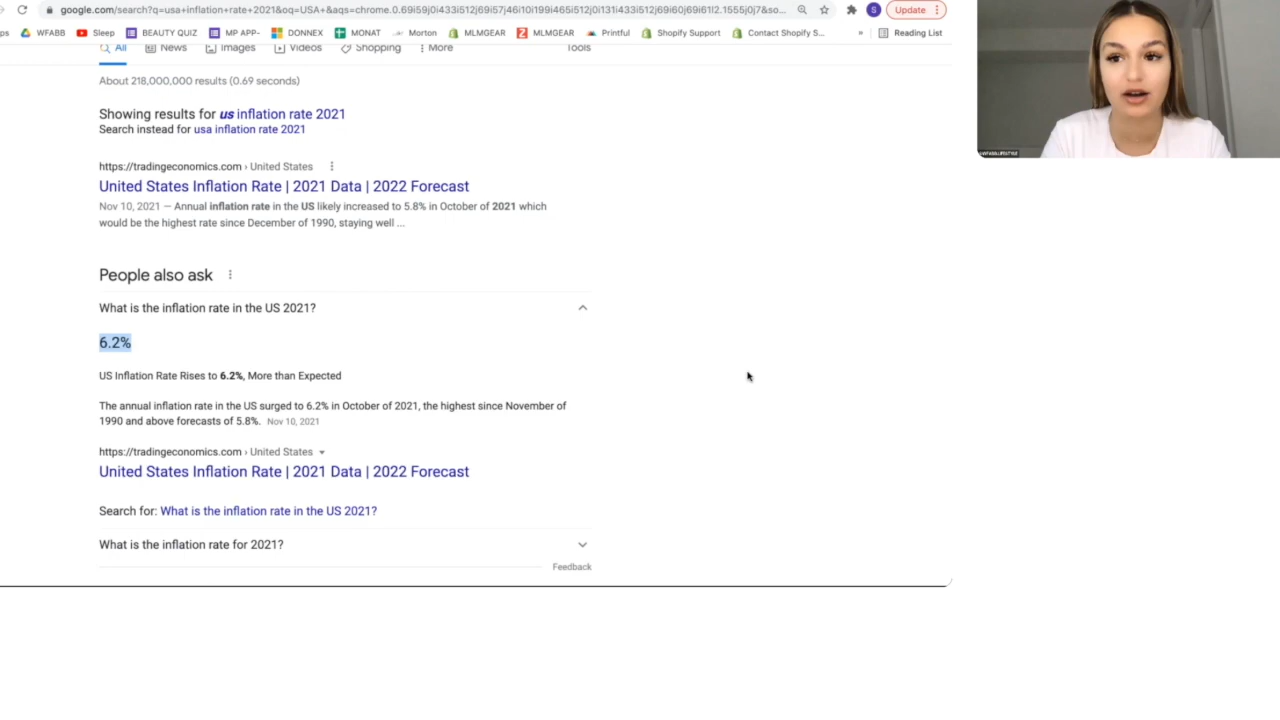 google.com/search?q=usa+inflation+rate+2021&oq=USA+&aqs=chrome.0.69i59j0i433i512j69i57j46i10i199i465i512j0i131i433i512j69i60j69i61l2.1555j0j7&so...
Update
ps WFABB Sleep BEAUTY QUIZ MP APP- DONNEX MONAT Morton MLMGEAR MLMGEAR Printful Shopify Support Contact Shopify S... » Reading List
All News Images Videos Shopping More Tools
About 218,000,000 results (0.69 seconds)
Showing results for us inflation rate 2021
Search instead for usa inflation rate 2021
https://tradingeconomics.com › United States
United States Inflation Rate | 2021 Data | 2022 Forecast
Nov 10, 2021 — Annual inflation rate in the US likely increased to 5.8% in October of 2021 which
would be the highest rate since December of 1990, staying well ...
People also ask
What is the inflation rate in the US 2021?
6.2%
US Inflation Rate Rises to 6.2%, More than Expected
The annual inflation rate in the US surged to 6.2% in October of 2021, the highest since November of
1990 and above forecasts of 5.8%. Nov 10, 2021
https://tradingeconomics.com › United States
United States Inflation Rate | 2021 Data | 2022 Forecast
Search for: What is the inflation rate in the US 2021?
What is the inflation rate for 2021?
Feedback